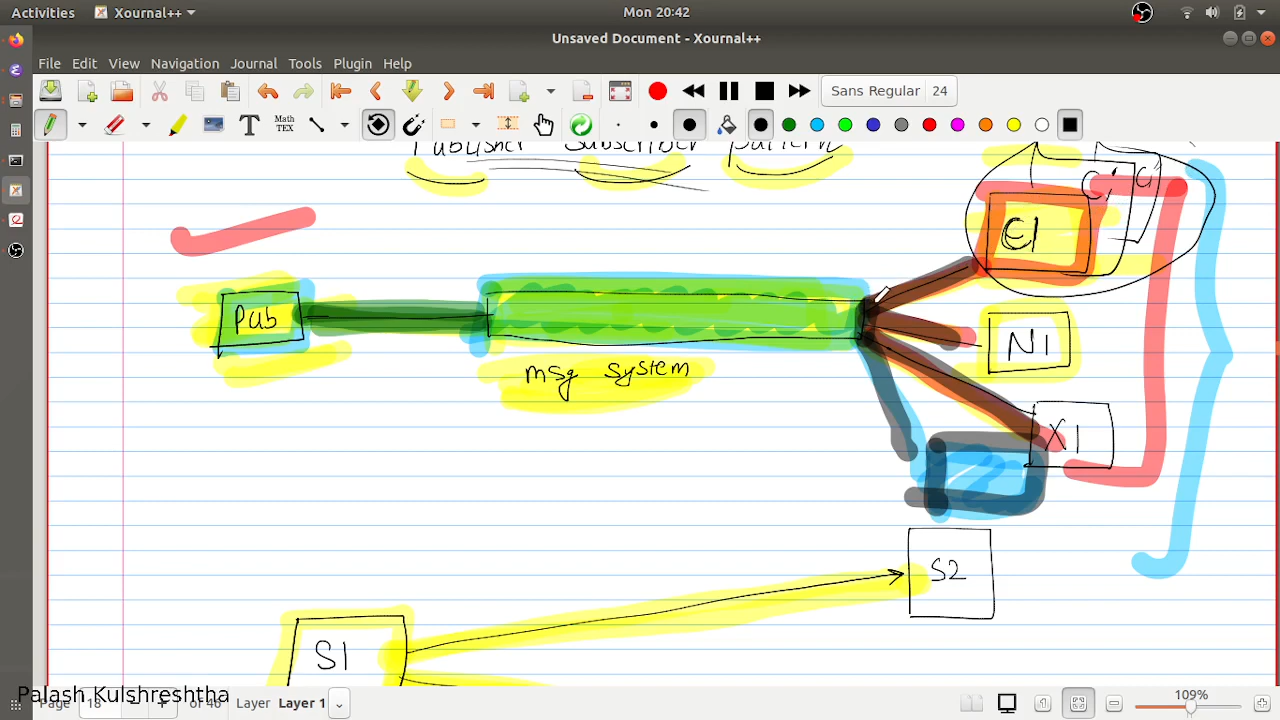 Activities Xournal++ Mon 20:42
Unsaved Document - Xournal++
File Edit View Navigation Journal Tools Plugin Help
Sans Regular 24
Math
TEX
Publisher Subscriber pattern
C1
Pub
N1
msg system
X1
S2
S1
Palash Kulshreshtha
Page 18 of 46 Layer Layer 1 109%